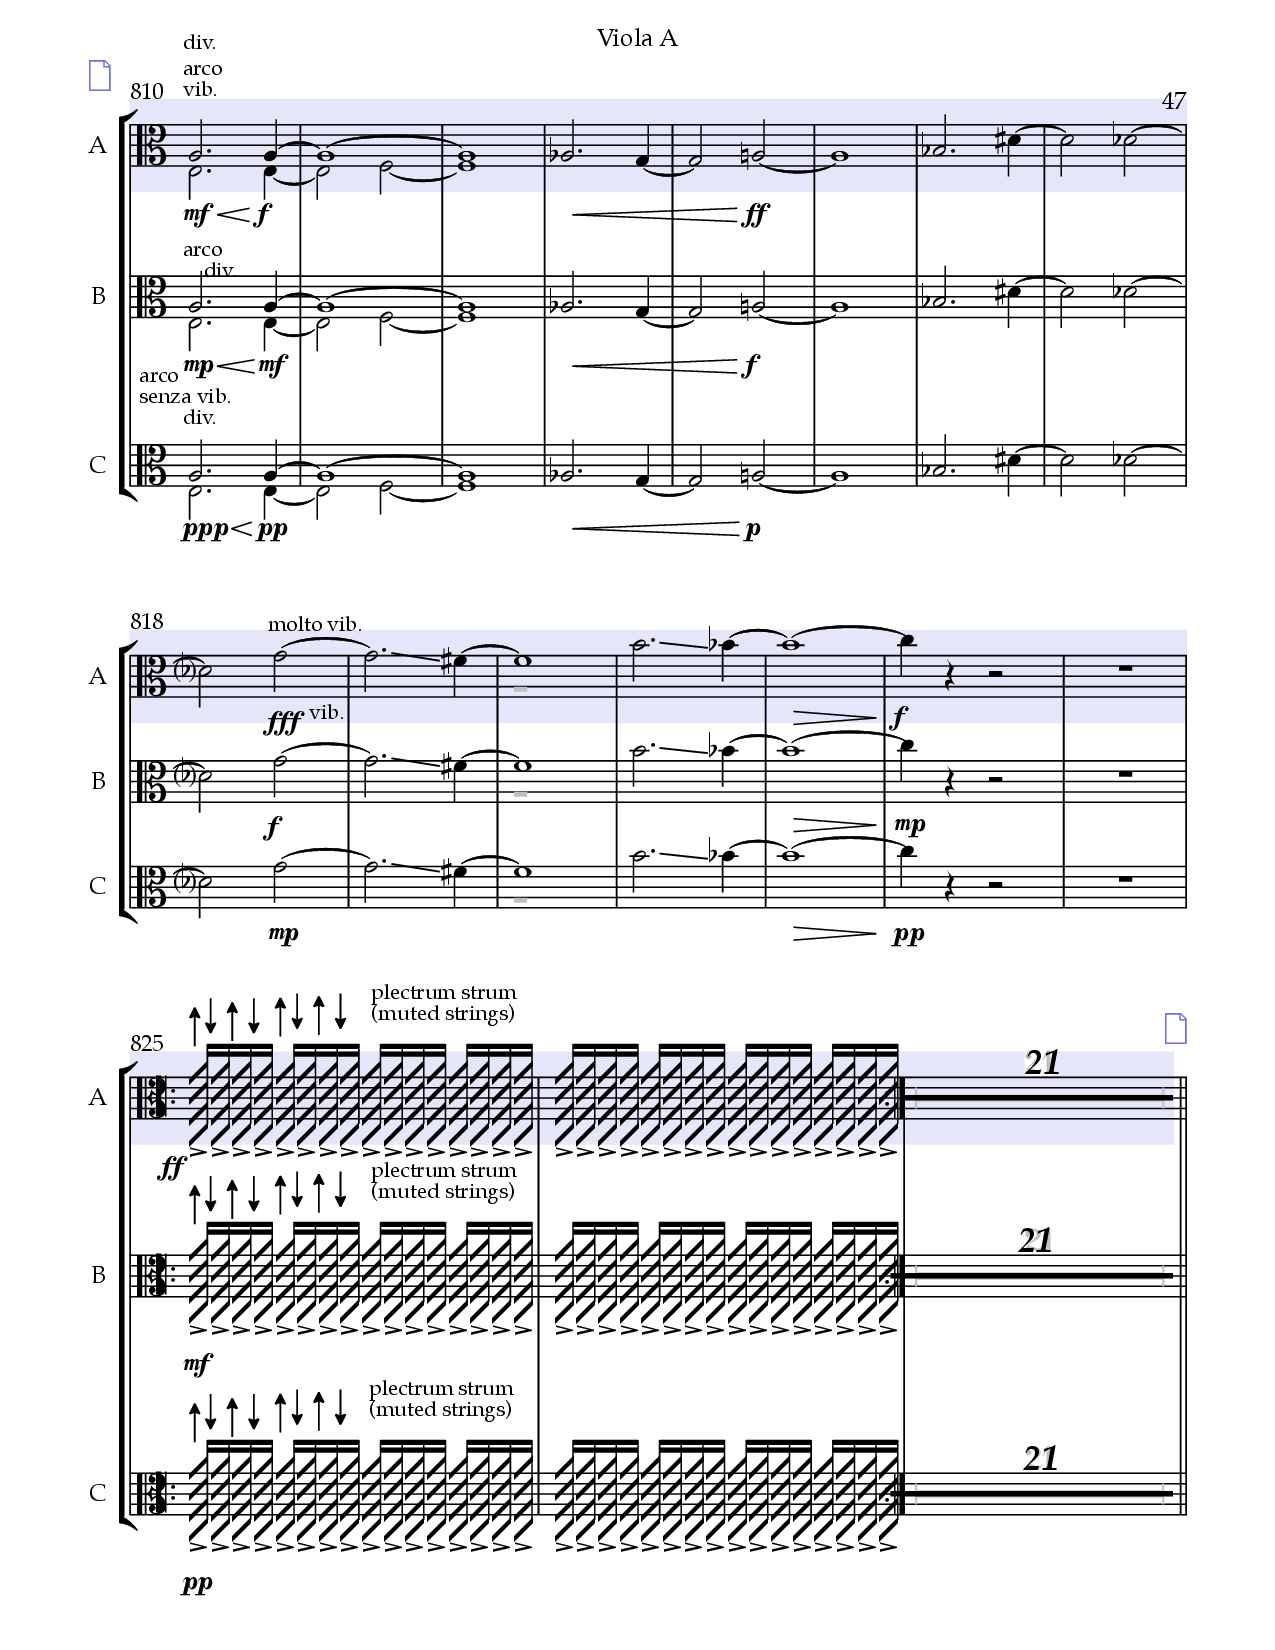 Viola A
div.
arco
vib.
810
47
A
mf f ff
arco
div.
B
mp mf f
arco
senza vib.
div.
C
ppp pp p
818
molto vib.
A
fff vib. f
B
f mp
C
mp pp
plectrum strum
(muted strings)
825
21
A
ff
plectrum strum
(muted strings)
21
B
mf
plectrum strum
(muted strings)
21
C
pp